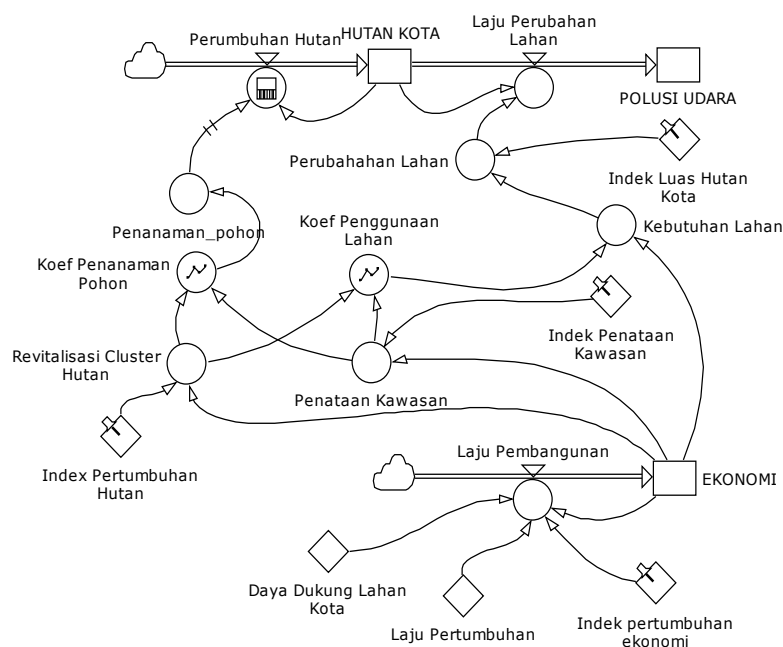 Perumbuhan Hutan
HUTAN KOTA
Laju Perubahan
Lahan
POLUSI UDARA
Perubahahan Lahan
Indek Luas Hutan
Kota
Penanaman_pohon
Koef Penggunaan
Lahan
Kebutuhan Lahan
Koef Penanaman
Pohon
Indek Penataan
Kawasan
Revitalisasi Cluster
Hutan
Penataan Kawasan
Index Pertumbuhan
Hutan
Laju Pembangunan
EKONOMI
Daya Dukung Lahan
Kota
Laju Pertumbuhan
Indek pertumbuhan
ekonomi